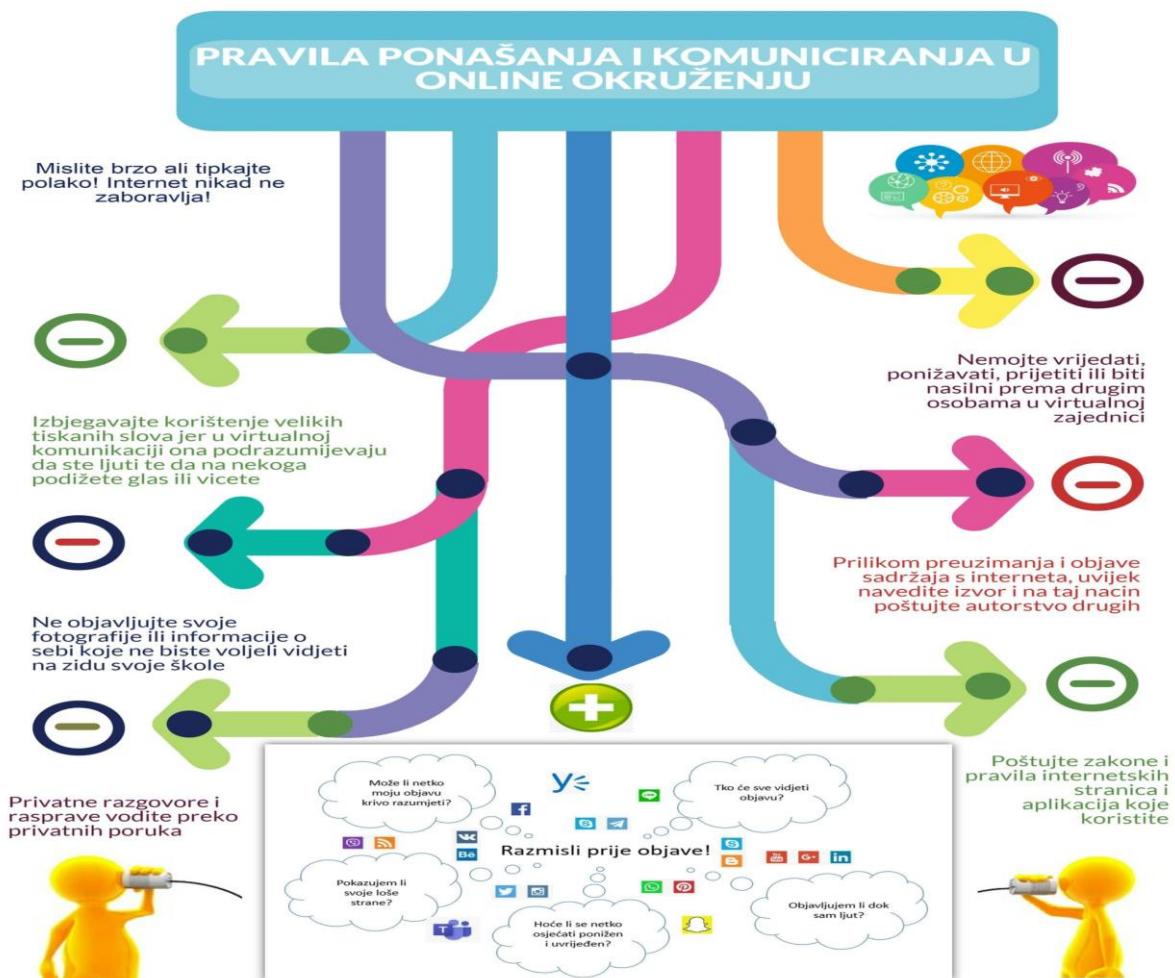 PRAVILA PONAŠANJA I KOMUNICIRANJA U
ONLINE OKRUŽENJU
Mislite brzo ali tipkajte
polako! Internet nikad ne
zaboravlja!
Nemojte vrijeđati,
ponižavati, prijetiti ili biti
nasilni prema drugim
osobama u virtualnoj
zajednici
Izbjegavajte korištenje velikih
tiskanih slova jer u virtualnoj
komunikaciji ona podrazumijevaju
da ste ljuti te da na nekoga
podižete glas ili vicete
Prilikom preuzimanja i objave
sadržaja s interneta, uvijek
navedite izvor i na taj nacin
poštujte autorstvo drugih
Ne objavljujte svoje
fotografije ili informacije o
sebi koje ne biste voljeli vidjeti
na zidu svoje škole
Poštujte zakone i
pravila internetskih
stranica i
aplikacija koje
koristite
Privatne razgovore i
rasprave vodite preko
privatnih poruka
Može li netko
moju objavu
krivo razumjeti?
Tko će sve vidjeti
objavu?
Razmisli prije objave!
Pokazujem li
svoje loše
strane?
Hoće li se netko
osjećati ponižen
i uvrijeđen?
Objavljujem li dok
sam ljut?